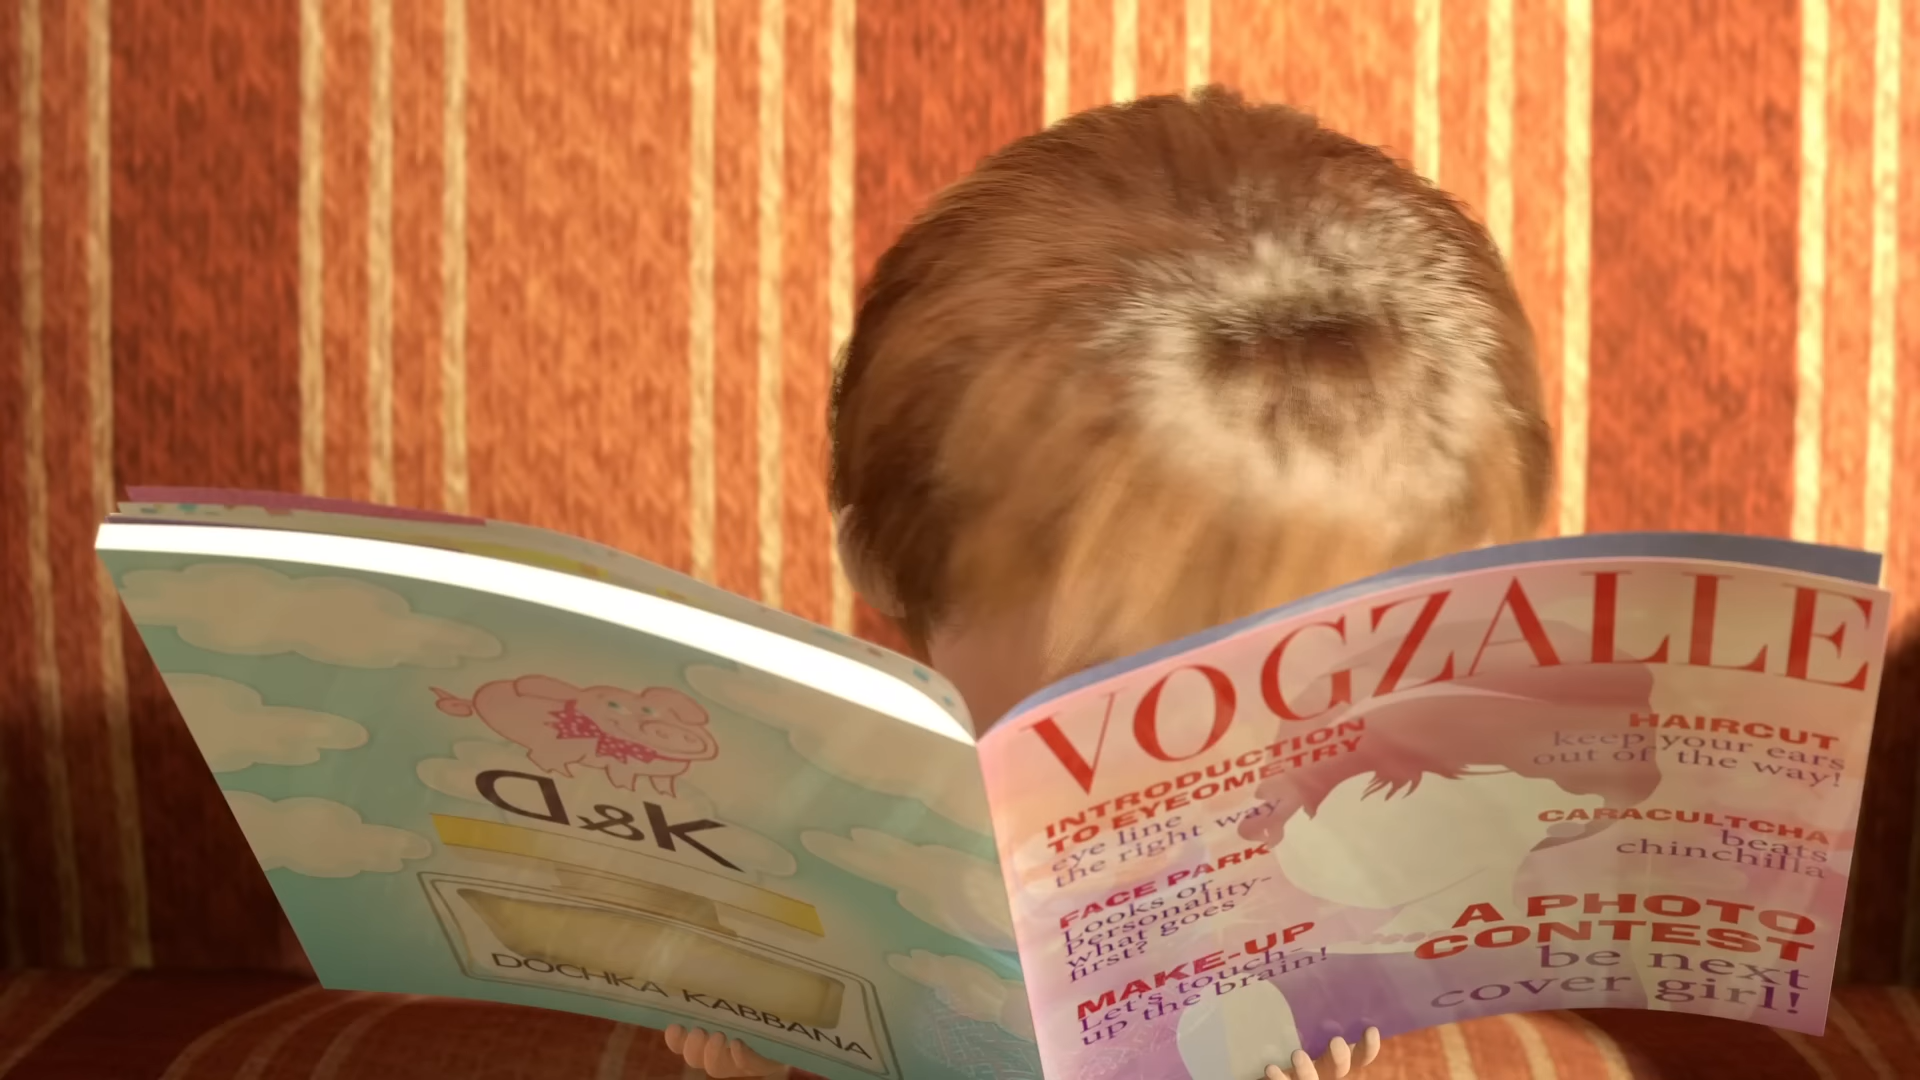 D&K
DOCHKA KABBANA
VOGZALLE
INTRODUCTION
TO EYEOMETRY
eye line
the right way
FACE PARK
Looks or
personality-
what goes
first?
MAKE-UP
Let's touch-
up the brain!
HAIRCUT
keep your ears
out of the way!
CARACULTCHA
beats
chinchilla
A PHOTO
CONTEST
be next
cover girl!